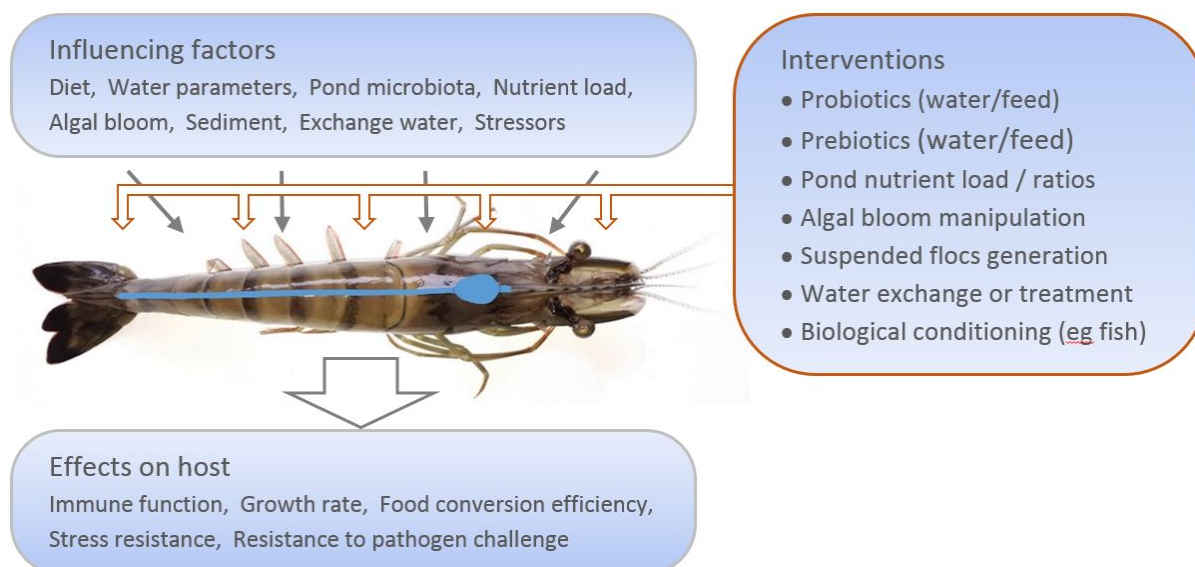 Influencing factors
Diet, Water parameters, Pond microbiota, Nutrient load,
Algal bloom, Sediment, Exchange water, Stressors
Interventions
• Probiotics (water/feed)
• Prebiotics (water/feed)
• Pond nutrient load / ratios
• Algal bloom manipulation
• Suspended flocs generation
• Water exchange or treatment
• Biological conditioning (eg fish)
Effects on host
Immune function, Growth rate, Food conversion efficiency,
Stress resistance, Resistance to pathogen challenge